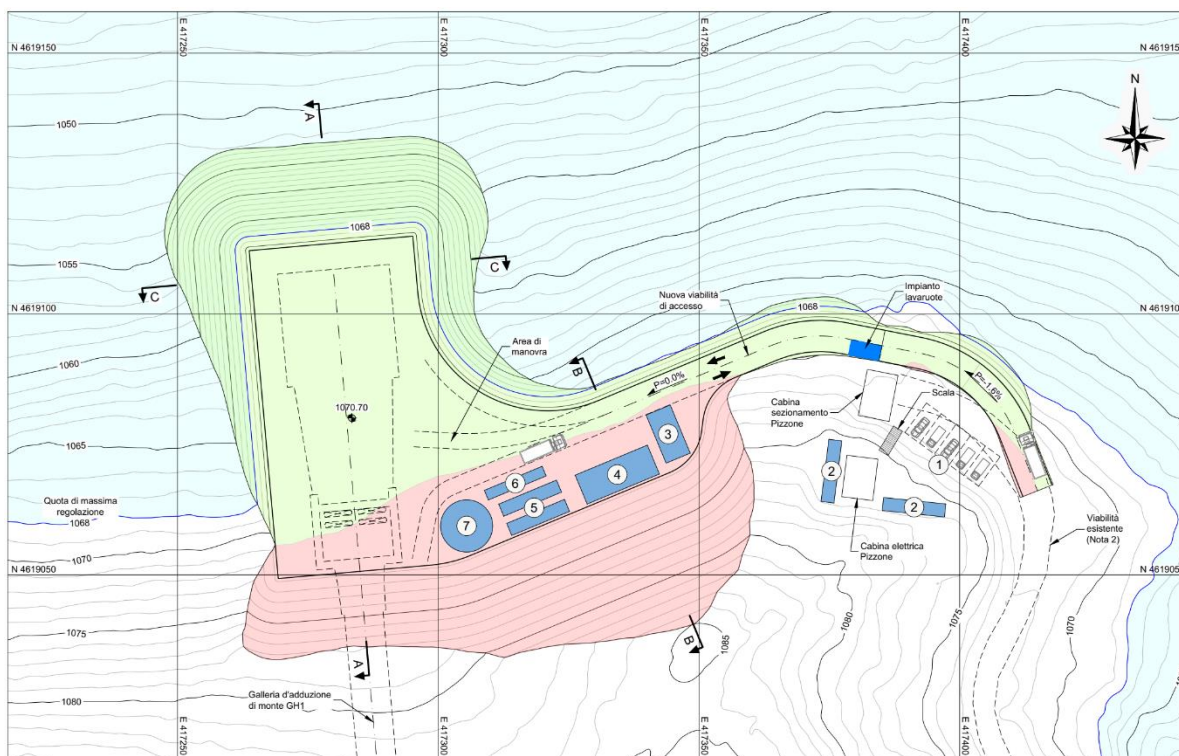 E 417250
E 417300
E 417350
E 417400
N 4619150
N 461915
N
A
1050
1068
1055
C
C
Nuova viabilità
di accesso
1068
Impianto
lavaruote
N 4619100
N 461910
1060
Area di
manovra
B
P=0.0%
P=-1.6%
Cabina
sezionamento
Pizzone
Scala
1070.70
1065
3
1
4
2
6
5
2
7
Quota di massima
regolazione
1068
Viabilità
esistente
(Nota 2)
Cabina elettrica
Pizzone
1070
N 4619050
N 461905
1075
1080
1075
1070
B
1085
A
1080
Galleria d'adduzione
di monte GH1
E 417250
E 417300
E 417350
E 417400